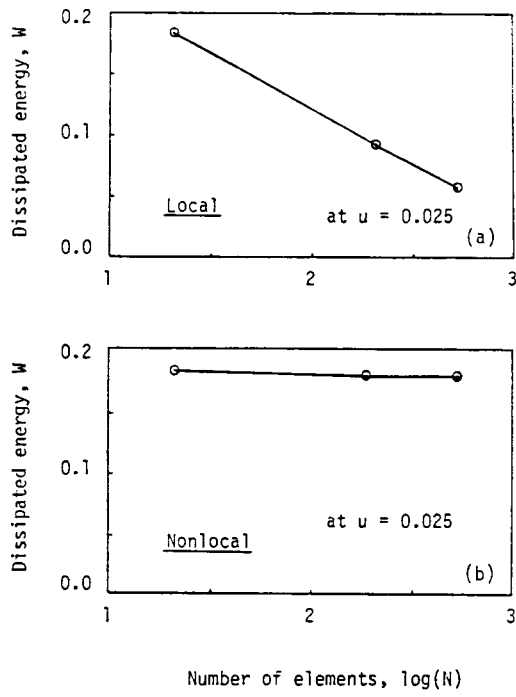 Dissipated energy, W
0.2
0.1
0.0
Local
at u = 0.025
(a)
1
2
3
Dissipated energy, W
0.2
0.1
0.0
Nonlocal
at u = 0.025
(b)
1
2
3
Number of elements, log(N)